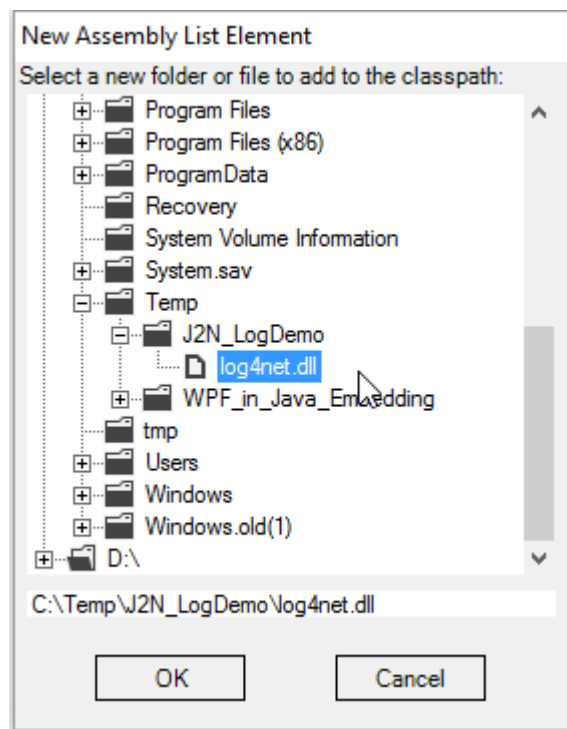 New Assembly List Element
Select a new folder or file to add to the classpath:
Program Files
Program Files (x86)
ProgramData
Recovery
System Volume Information
System.sav
Temp
J2N_LogDemo
log4net.dll
WPF_in_Java_Embedding
tmp
Users
Windows
Windows.old(1)
D:\
C:\Temp\J2N_LogDemo\log4net.dll
OK Cancel